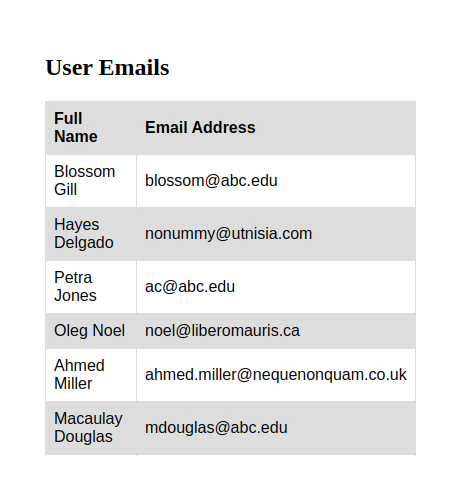 User Emails
Full
Name
Email Address
Blossom
Gill
blossom@abc.edu
Hayes
Delgado
nonummy@utnisia.com
Petra
Jones
ac@abc.edu
Oleg Noel
noel@liberomauris.ca
Ahmed
Miller
ahmed.miller@nequenonquam.co.uk
Macaulay
Douglas
mdouglas@abc.edu